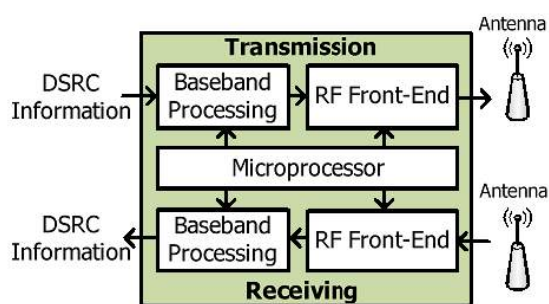 Antenna
Transmission
DSRC
Information
Baseband
Processing
RF Front-End
Microprocessor
Antenna
DSRC
Information
Baseband
Processing
RF Front-End
Receiving